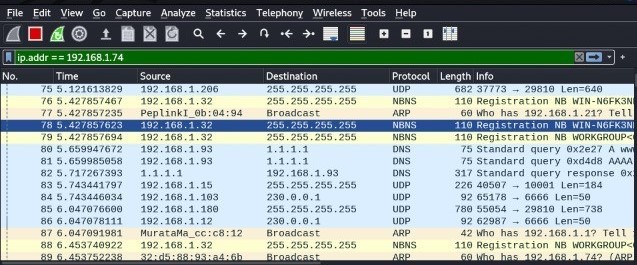 File Edit View Go Capture Analyze Statistics Telephony Wireless Tools Help
ip.addr == 192.168.1.74
No. Time Source Destination Protocol Length Info
75 5.121613829 192.168.1.206 255.255.255.255 UDP 682 37773 → 29810 Len=640
76 5.427857467 192.168.1.32 255.255.255.255 NBNS 110 Registration NB WIN-N6FK3N
77 5.427857235 PeplinkI_0b:04:94 Broadcast ARP 60 Who has 192.168.1.21? Tell
78 5.427857623 192.168.1.32 255.255.255.255 NBNS 110 Registration NB WIN-N6FK3N
79 5.427857694 192.168.1.32 255.255.255.255 NBNS 110 Registration NB WORKGROUP<
80 5.659947672 192.168.1.93 1.1.1.1 DNS 75 Standard query 0x2e27 A ww
81 5.659985058 192.168.1.93 1.1.1.1 DNS 75 Standard query 0xd4d8 AAAA
82 5.717267393 1.1.1.1 192.168.1.93 DNS 317 Standard query response 0x
83 5.743441797 192.168.1.15 255.255.255.255 UDP 226 40507 → 10001 Len=184
84 5.743446034 192.168.1.103 230.0.0.1 UDP 92 65178 → 6666 Len=50
85 6.047076600 192.168.1.180 255.255.255.255 UDP 780 55054 → 29810 Len=738
86 6.047078111 192.168.1.12 230.0.0.1 UDP 92 62987 → 6666 Len=50
87 6.047091981 MurataMa_cc:c8:12 Broadcast ARP 42 Who has 192.168.1.1? Tell
88 6.453740922 192.168.1.32 255.255.255.255 NBNS 110 Registration NB WORKGROUP<
89 6.453752238 32:d5:88:93:a4:6b Broadcast ARP 60 Who has 192.168.1.74? (ARP